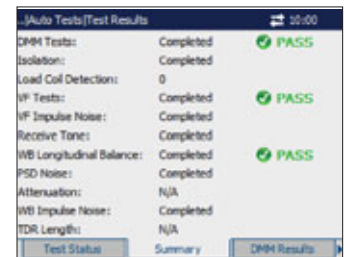 ...|Auto Tests|Test Results 10:00
DMM Tests: Completed PASS
Isolation: Completed
Load Coil Detection: 0
VF Tests: Completed PASS
VF Impulse Noise: Completed
Receive Tone: Completed
WB Longitudinal Balance: Completed PASS
PSD Noise: Completed
Attenuation: N/A
WB Impulse Noise: Completed
TDR Length: N/A
Test Status Summary DMM Results